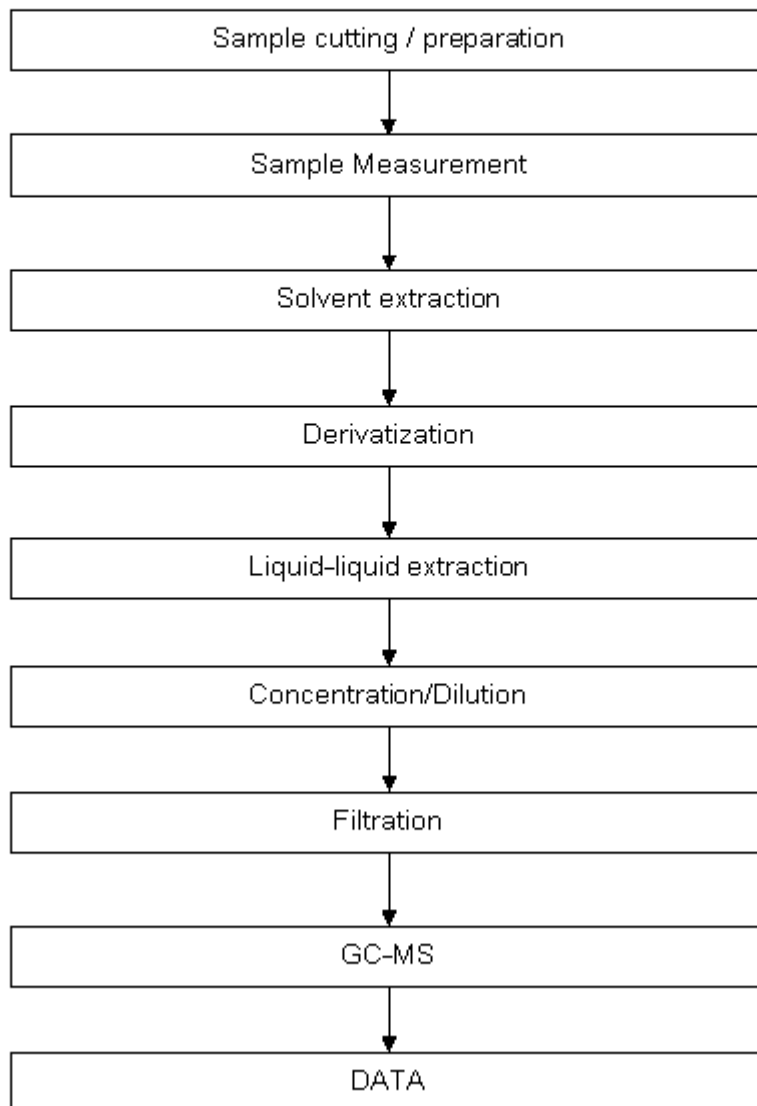 Sample cutting / preparation
Sample Measurement
Solvent extraction
Derivatization
Liquid-liquid extraction
Concentration/Dilution
Filtration
GC-MS
DATA